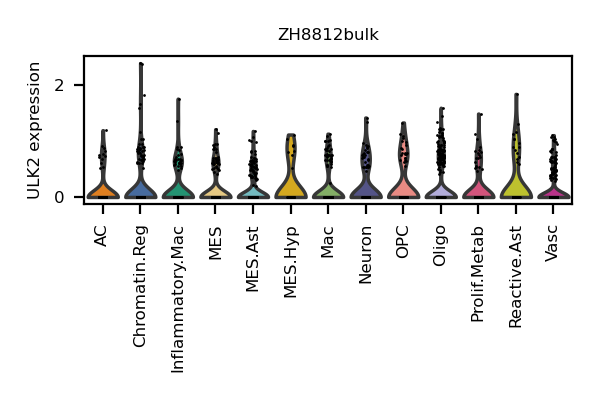 ZH8812bulk
ULK2 expression
2
0
AC
Chromatin.Reg
Inflammatory.Mac
MES
MES.Ast
MES.Hyp
Mac
Neuron
OPC
Oligo
Prolif.Metab
Reactive.Ast
Vasc